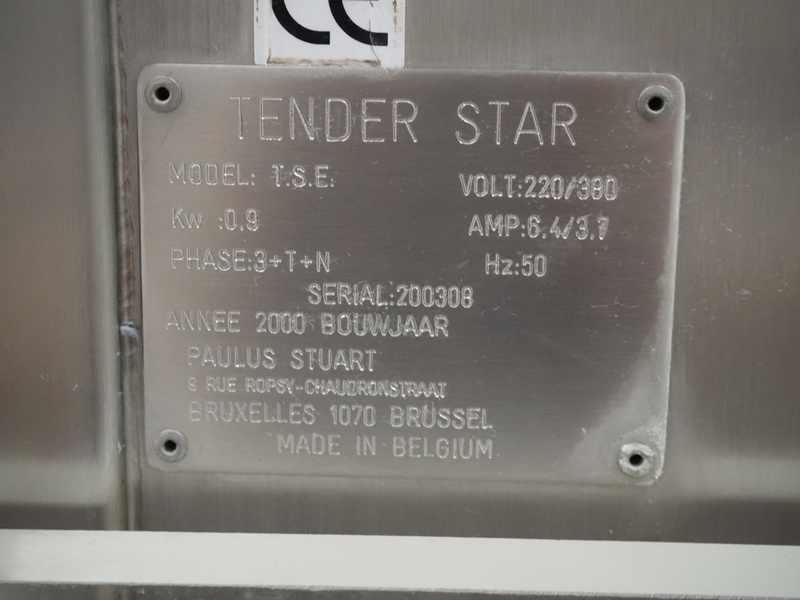 CE
TENDER STAR
MODEL: T.S.E. VOLT:220/380
Kw :0.9 AMP:6.4/3.7
PHASE:3+T+N Hz:50
SERIAL:200308
ANNEE 2000 BOUWJAAR
PAULUS STUART
9 RUE ROPSY-CHAUDRONSTRAAT
BRUXELLES 1070 BRUSSEL
MADE IN BELGIUM